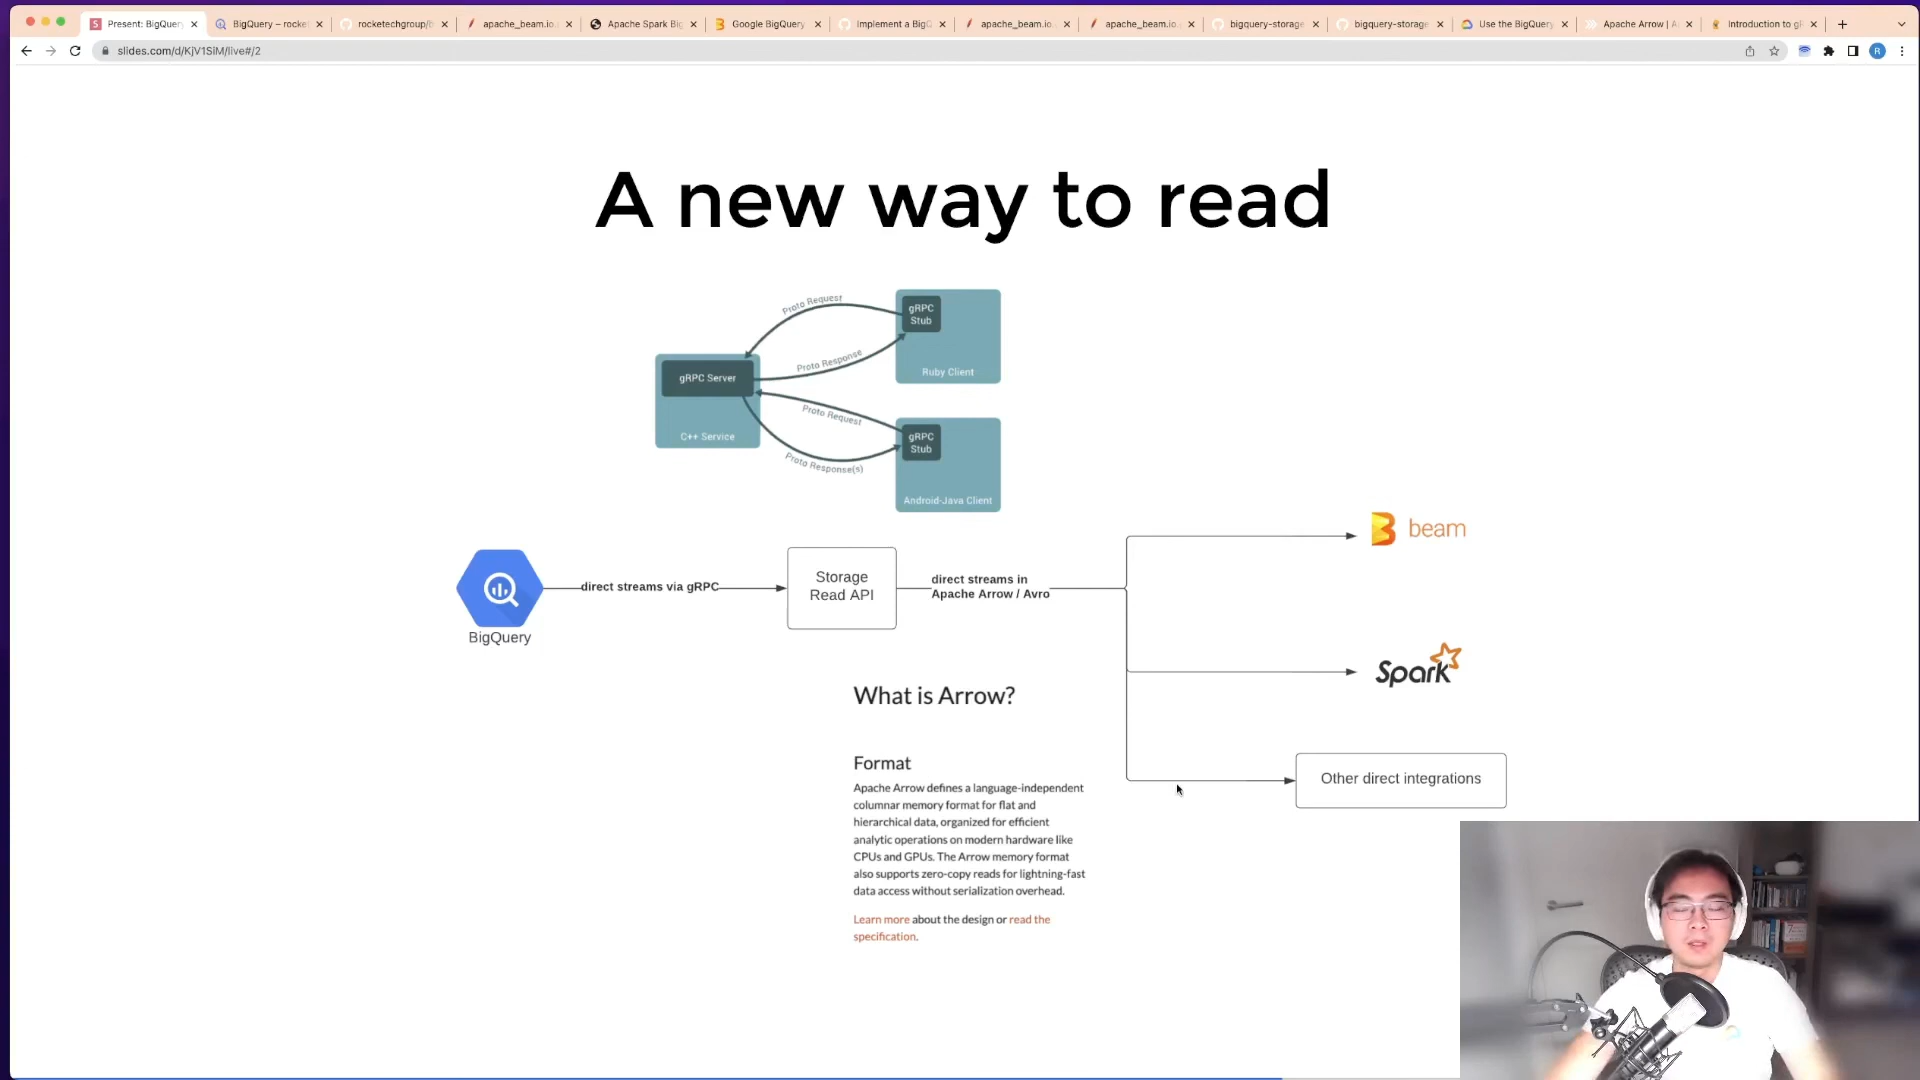 Present: BigQuery
BigQuery – rocke
rocketechgroup/b
apache_beam.io.
Apache Spark Big
Google BigQuery
Implement a BigQ
apache_beam.io.
apache_beam.io.
bigquery-storage
bigquery-storage
Use the BigQuery
Apache Arrow | A
Introduction to gR
slides.com/d/KjV1SiM/live#/2
R
A new way to read
Proto Request
gRPC
Stub
Proto Response
Ruby Client
gRPC Server
C++ Service
Proto Request
gRPC
Stub
Proto Response(s)
Android-Java Client
beam
BigQuery
direct streams via gRPC
Storage
Read API
direct streams in
Apache Arrow / Avro
Spark
What is Arrow?
Other direct integrations
Format
Apache Arrow defines a language-independent
columnar memory format for flat and
hierarchical data, organized for efficient
analytic operations on modern hardware like
CPUs and GPUs. The Arrow memory format
also supports zero-copy reads for lightning-fast
data access without serialization overhead.
Learn more about the design or read the
specification.